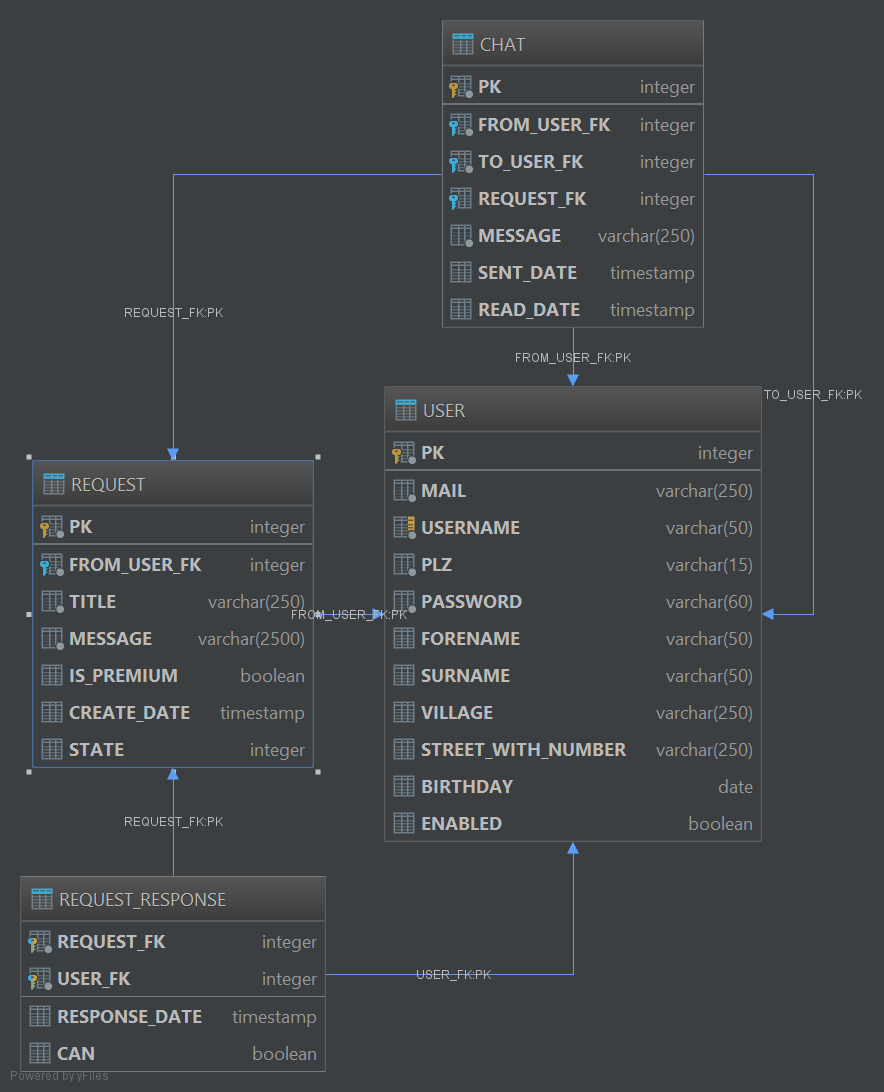 CHAT
PK integer
FROM_USER_FK integer
TO_USER_FK integer
REQUEST_FK integer
MESSAGE varchar(250)
SENT_DATE timestamp
READ_DATE timestamp
REQUEST_FK:PK
FROM_USER_FK:PK
TO_USER_FK:PK
USER
PK integer
MAIL varchar(250)
USERNAME varchar(50)
PLZ varchar(15)
PASSWORD varchar(60)
FORENAME varchar(50)
SURNAME varchar(50)
VILLAGE varchar(250)
STREET_WITH_NUMBER varchar(250)
BIRTHDAY date
ENABLED boolean
REQUEST
PK integer
FROM_USER_FK integer
TITLE varchar(250)
MESSAGE varchar(2500)
IS_PREMIUM boolean
CREATE_DATE timestamp
STATE integer
FROM_USER_FK:PK
REQUEST_FK:PK
REQUEST_RESPONSE
REQUEST_FK integer
USER_FK integer
RESPONSE_DATE timestamp
CAN boolean
USER_FK:PK
Powered by yFiles